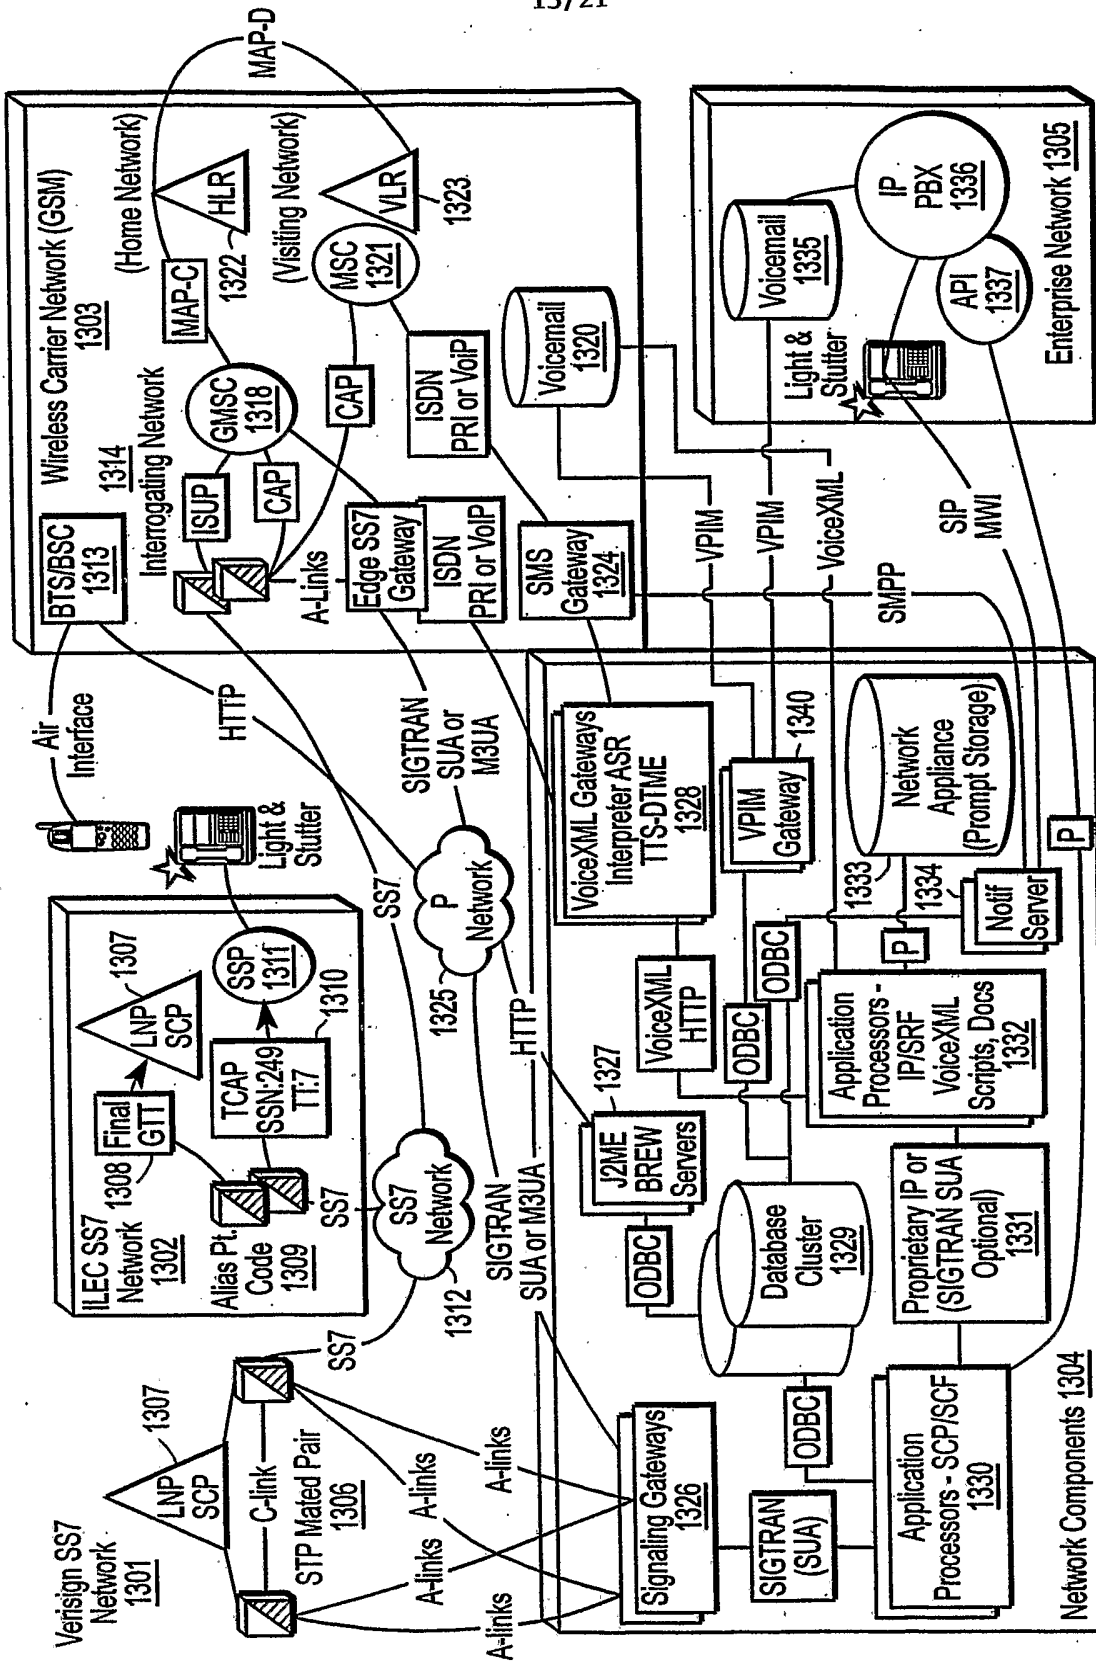 13/21
Verisign SS7
Network
1301
LNP
SCP
1307
C-link
STP Mated Pair
1306
A-links
A-links
A-links
A-links
SS7
ILEC SS7
Network
1302
Final
GTT
1308
LNP
SCP
1307
Alias Pt.
Code
1309
TCAP
SSN:249
TT:7
1310
SSP
1311
SS7
SS7
Network
1312
Light &
Stutter
Air
Interface
HTTP
SS7
SIGTRAN
SUA or
M3UA
P
Network
1325
SIGTRAN
SUA or M3UA
HTTP
Wireless Carrier Network (GSM)
1303
BTS/BSC
1313
1314
Interrogating Network
ISUP
CAP
GMSC
1318
MAP-C
(Home Network)
HLR
1322
MAP-D
(Visiting Network)
MSC
1321
VLR
1323
CAP
A-Links
Edge SS7
Gateway
ISDN
PRI or VoIP
ISDN
PRI or VoIP
SMS
Gateway
1324
Voicemail
1320
VPIM
VPIM
VoiceXML
SMPP
SIP
MWI
Voicemail
1335
Light &
Stutter
IP
PBX
1336
API
1337
Enterprise Network 1305
Signaling Gateways
1326
SIGTRAN
(SUA)
Application
Processors - SCP/SCF
1330
ODBC
ODBC
Database
Cluster
1329
J2ME
BREW
Servers
1327
VoiceXML
HTTP
VoiceXML Gateways
Interpreter ASR
TTS-DTME
1328
ODBC
ODBC
VPIM
Gateway
1340
Proprietary IP or
(SIGTRAN SUA
Optional)
1331
Application
Processors -
IP/SRF
VoiceXML
Scripts, Docs
1332
P
1333
Network
Appliance
(Prompt Storage)
1334
Notif
Server
P
Network Components 1304